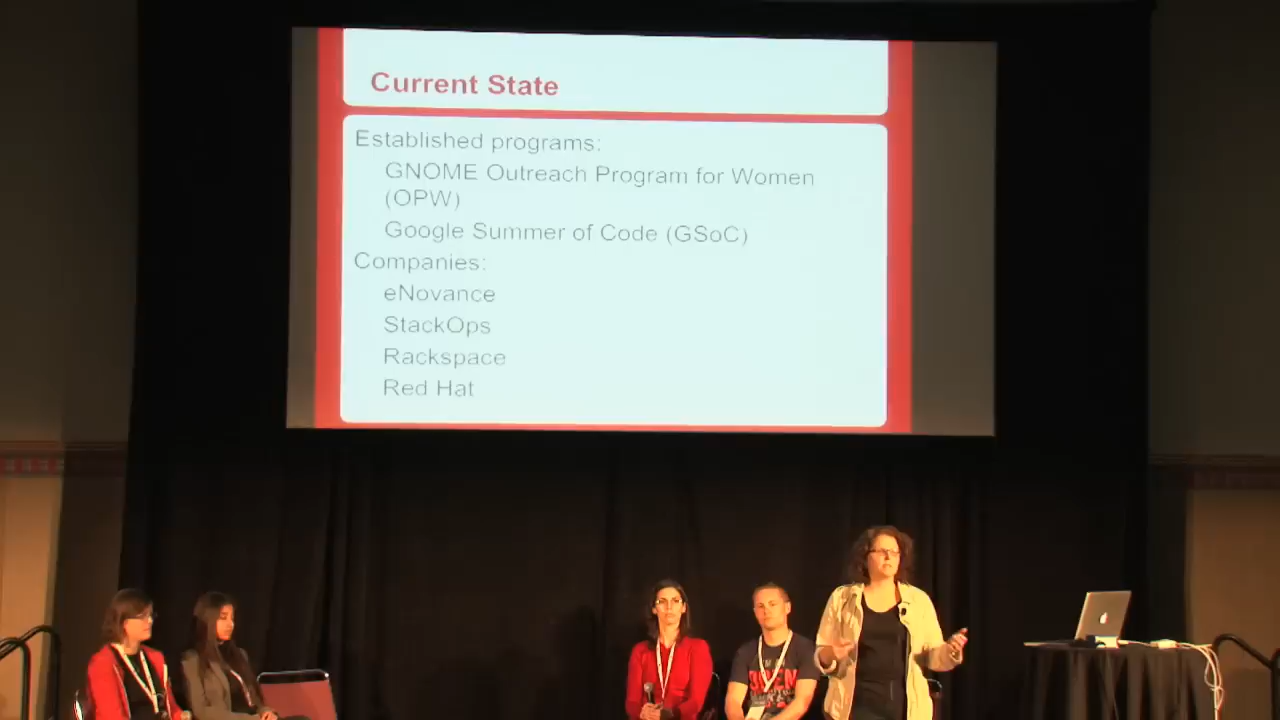 Current State
Established programs:
GNOME Outreach Program for Women
(OPW)
Google Summer of Code (GSoC)
Companies:
eNovance
StackOps
Rackspace
Red Hat